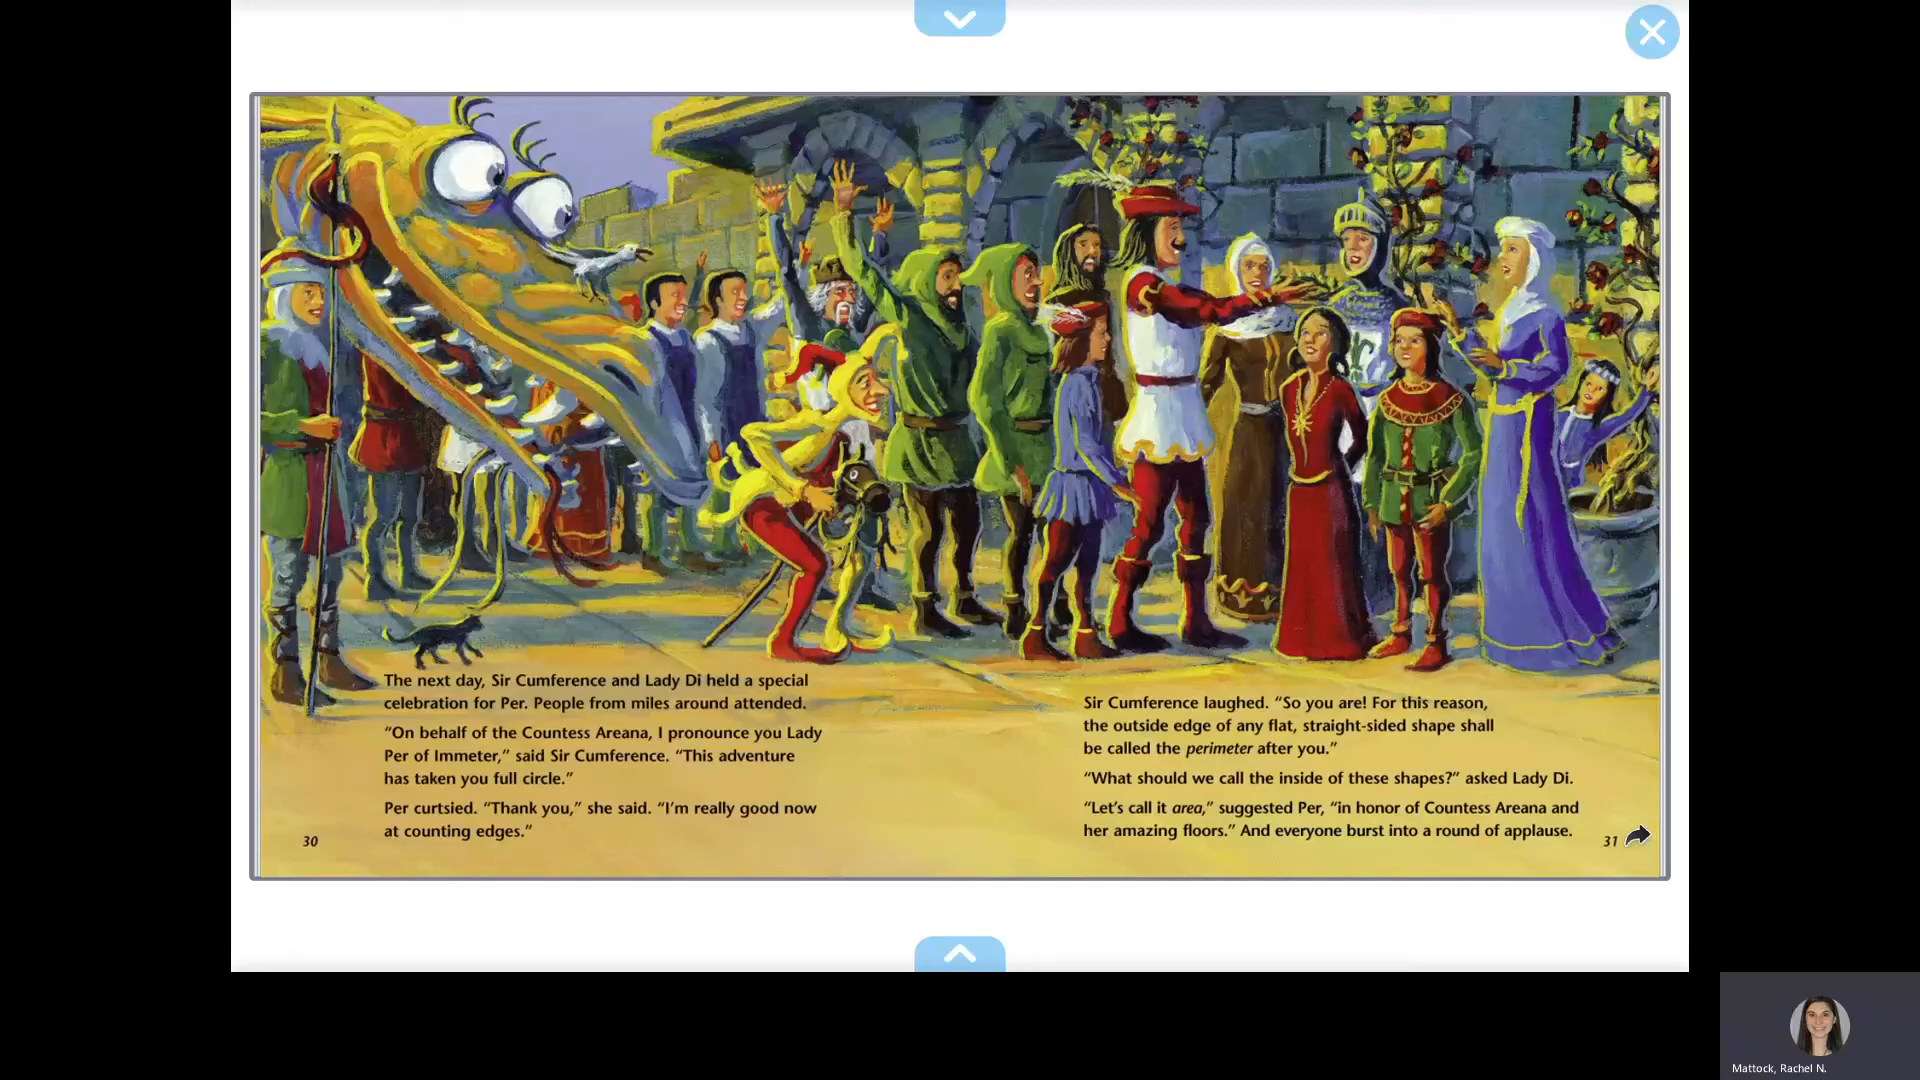 The next day, Sir Cumference and Lady Di held a special
celebration for Per. People from miles around attended.
“On behalf of the Countess Areana, I pronounce you Lady
Per of Immeter,” said Sir Cumference. “This adventure
has taken you full circle.”
Per curtsied. “Thank you,” she said. “I’m really good now
at counting edges.”
30
Sir Cumference laughed. “So you are! For this reason,
the outside edge of any flat, straight-sided shape shall
be called the perimeter after you.”
“What should we call the inside of these shapes?” asked Lady Di.
“Let’s call it area,” suggested Per, “in honor of Countess Areana and
her amazing floors.” And everyone burst into a round of applause.
31
Mattock, Rachel N.